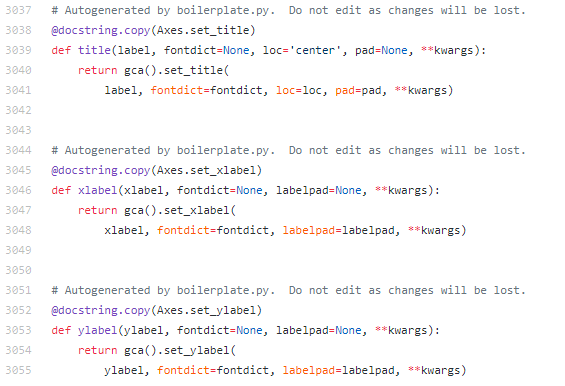 3037 # Autogenerated by boilerplate.py.  Do not edit as changes will be lost.
3038 @docstring.copy(Axes.set_title)
3039 def title(label, fontdict=None, loc='center', pad=None, **kwargs):
3040     return gca().set_title(
3041         label, fontdict=fontdict, loc=loc, pad=pad, **kwargs)
3042
3043
3044 # Autogenerated by boilerplate.py.  Do not edit as changes will be lost.
3045 @docstring.copy(Axes.set_xlabel)
3046 def xlabel(xlabel, fontdict=None, labelpad=None, **kwargs):
3047     return gca().set_xlabel(
3048         xlabel, fontdict=fontdict, labelpad=labelpad, **kwargs)
3049
3050
3051 # Autogenerated by boilerplate.py.  Do not edit as changes will be lost.
3052 @docstring.copy(Axes.set_ylabel)
3053 def ylabel(ylabel, fontdict=None, labelpad=None, **kwargs):
3054     return gca().set_ylabel(
3055         ylabel, fontdict=fontdict, labelpad=labelpad, **kwargs)